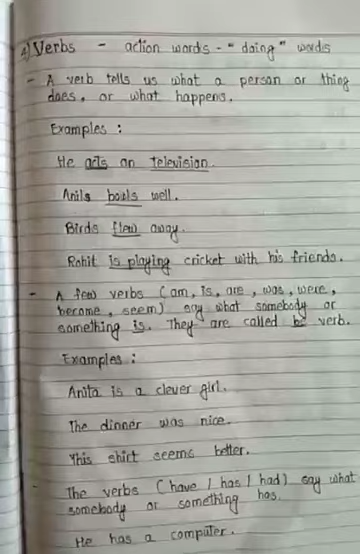 4) Verbs - action words - "doing" words
- A verb tells us what a person or thing
does, or what happens.
Examples :
He acts on television.
Anils bowls well.
Birds flew away.
Rohit is playing cricket with his friends.
- A few verbs (am, is, are, was, were,
become, seem) say what somebody or
something is. They are called be verb.
Examples :
Anita is a clever girl.
The dinner was nice.
This shirt seems better.
- The verbs (have / has / had) say what
somebody or something has.
He has a computer.